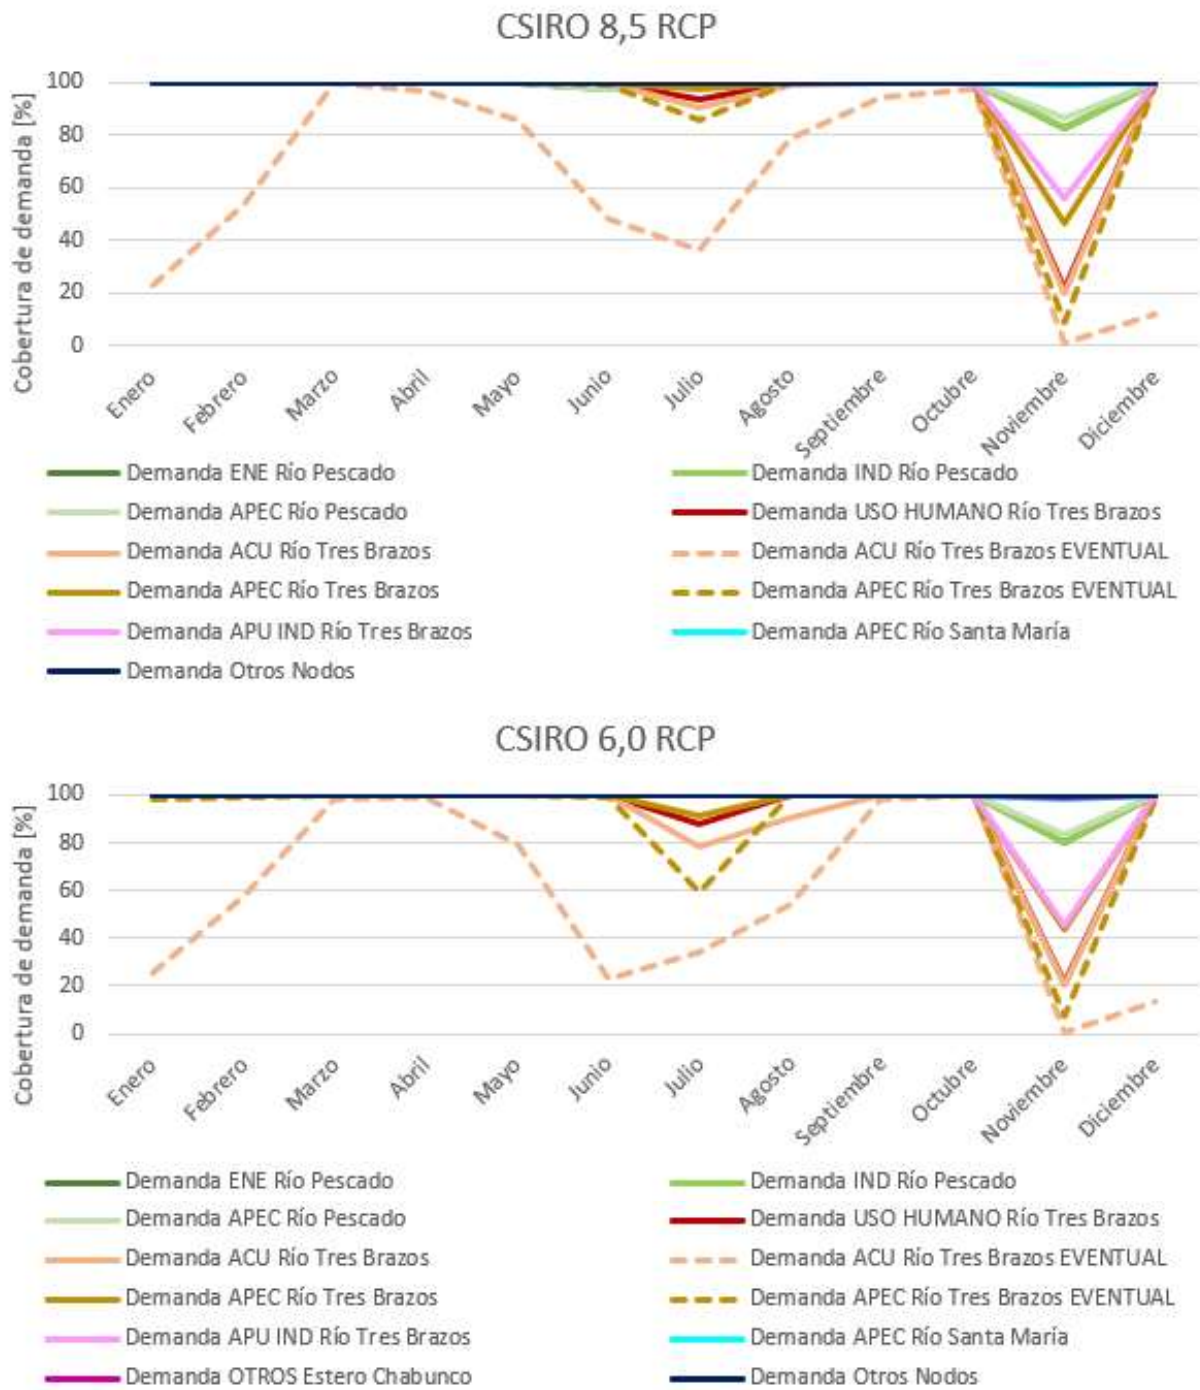 CSIRO 8,5 RCP
Cobertura de demanda [%]
100
80
60
40
20
0
Enero
Febrero
Marzo
Abril
Mayo
Junio
Julio
Agosto
Septiembre
Octubre
Noviembre
Diciembre
Demanda ENE Río Pescado
Demanda IND Río Pescado
Demanda APEC Río Pescado
Demanda USO HUMANO Río Tres Brazos
Demanda ACU Río Tres Brazos
Demanda ACU Río Tres Brazos EVENTUAL
Demanda APEC Río Tres Brazos
Demanda APEC Río Tres Brazos EVENTUAL
Demanda APU IND Río Tres Brazos
Demanda APEC Río Santa María
Demanda Otros Nodos
CSIRO 6,0 RCP
Cobertura de demanda [%]
100
80
60
40
20
0
Enero
Febrero
Marzo
Abril
Mayo
Junio
Julio
Agosto
Septiembre
Octubre
Noviembre
Diciembre
Demanda ENE Río Pescado
Demanda IND Río Pescado
Demanda APEC Río Pescado
Demanda USO HUMANO Río Tres Brazos
Demanda ACU Río Tres Brazos
Demanda ACU Río Tres Brazos EVENTUAL
Demanda APEC Río Tres Brazos
Demanda APEC Río Tres Brazos EVENTUAL
Demanda APU IND Río Tres Brazos
Demanda APEC Río Santa María
Demanda OTROS Estero Chabunco
Demanda Otros Nodos